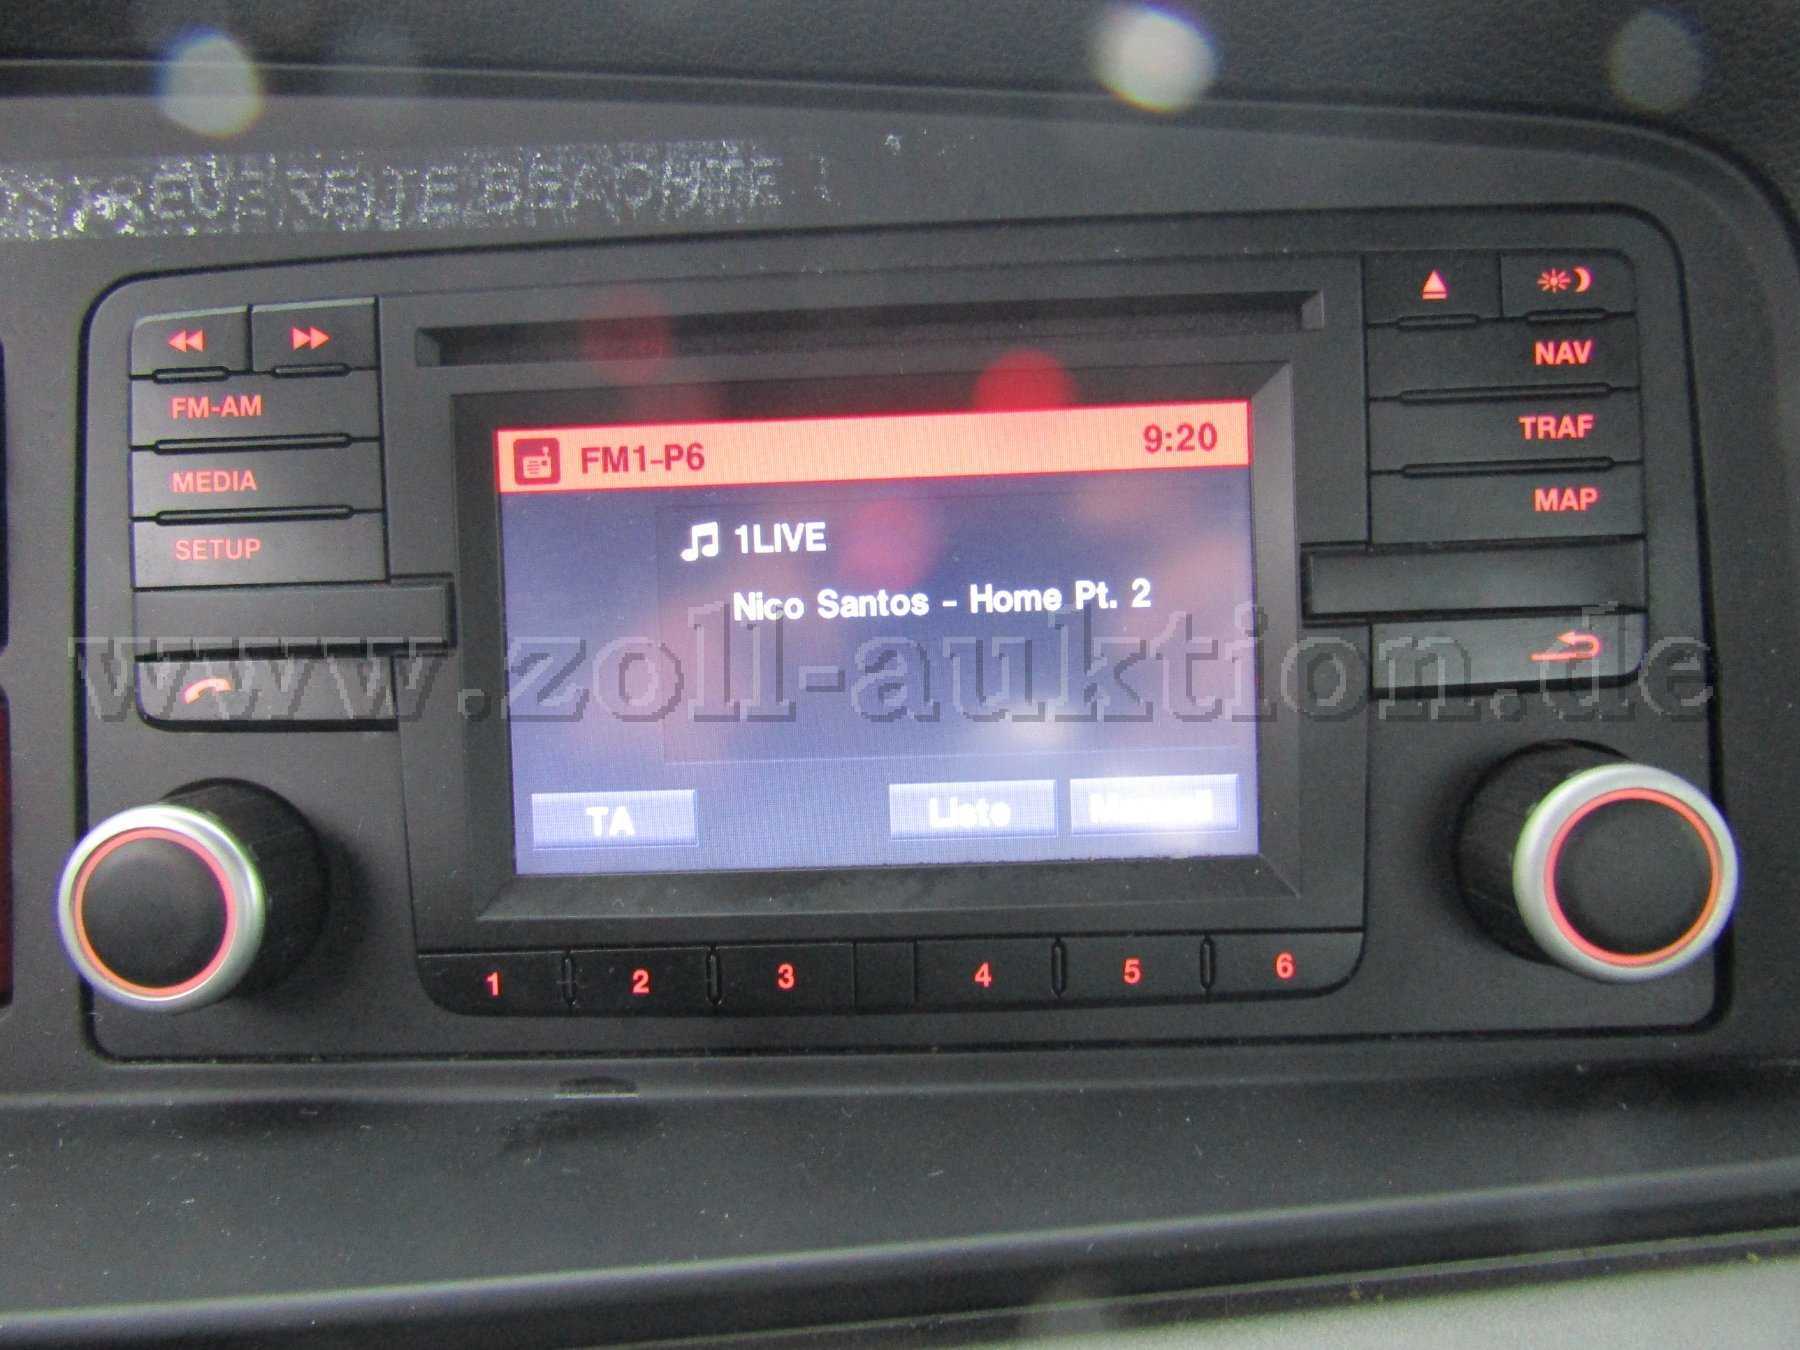 FM-AM
MEDIA
SETUP
FM1-P6 9:20
1LIVE
Nico Santos - Home Pt. 2
TA Liste Manuell
NAV
TRAF
MAP
www.zoll-auktion.de
1 2 3 4 5 6